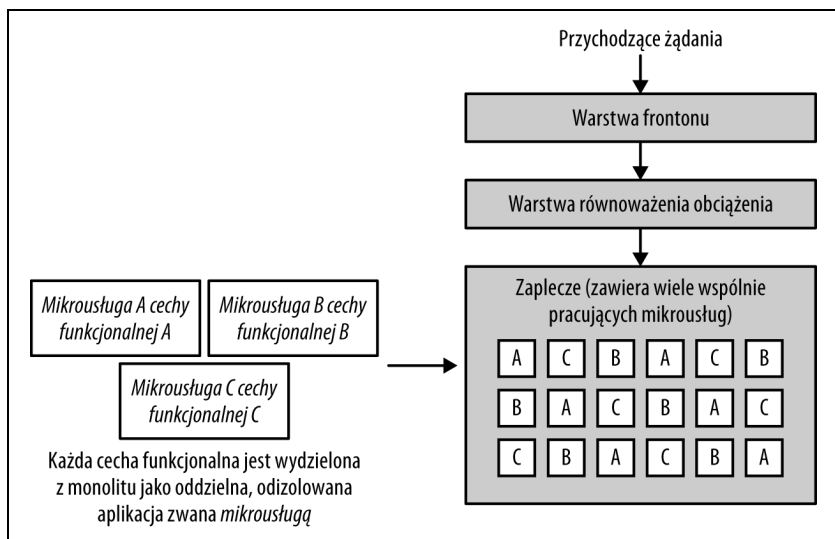 Przychodzące żądania
Warstwa frontonu
Warstwa równoważenia obciążenia
Zaplecze (zawiera wiele wspólnie
pracujących mikrousług)
A C B A C B
B A C B A C
C B A C B A
Mikrousługa A cechy
funkcjonalnej A
Mikrousługa B cechy
funkcjonalnej B
Mikrousługa C cechy
funkcjonalnej C
Każda cecha funkcjonalna jest wydzielona
z monolitu jako oddzielna, odizolowana
aplikacja zwana mikrousługą